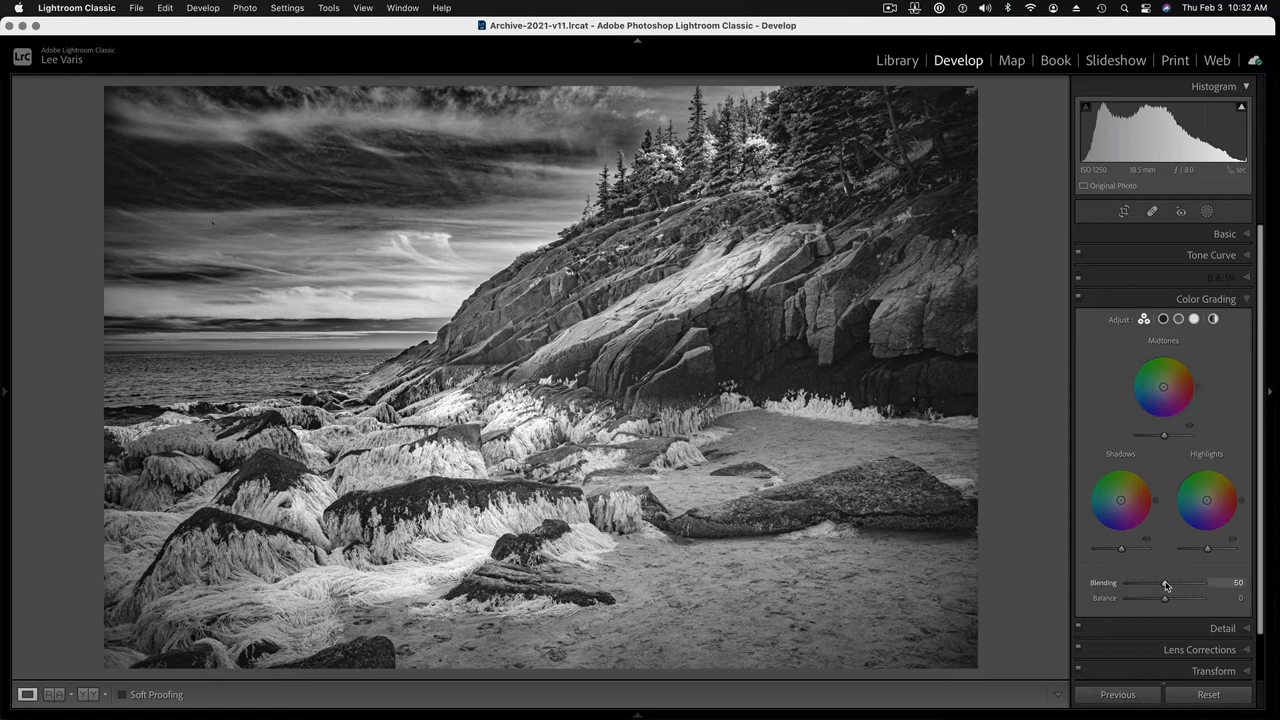 Lightroom Classic File Edit Develop Photo Settings Tools View Window Help Thu Feb 3 10:32 AM
Archive-2021-v11.lrcat - Adobe Photoshop Lightroom Classic - Develop
LrC
Adobe Lightroom Classic
Lee Varis
Library | Develop | Map | Book | Slideshow | Print | Web
Histogram
ISO 1250 18.5 mm ƒ / 8.0 sec
Original Photo
Basic
Tone Curve
B & W
Color Grading
Adjust :
Midtones
Shadows Highlights
Blending 50
Balance 0
Detail
Lens Corrections
Transform
Previous Reset
R A Y Y Soft Proofing